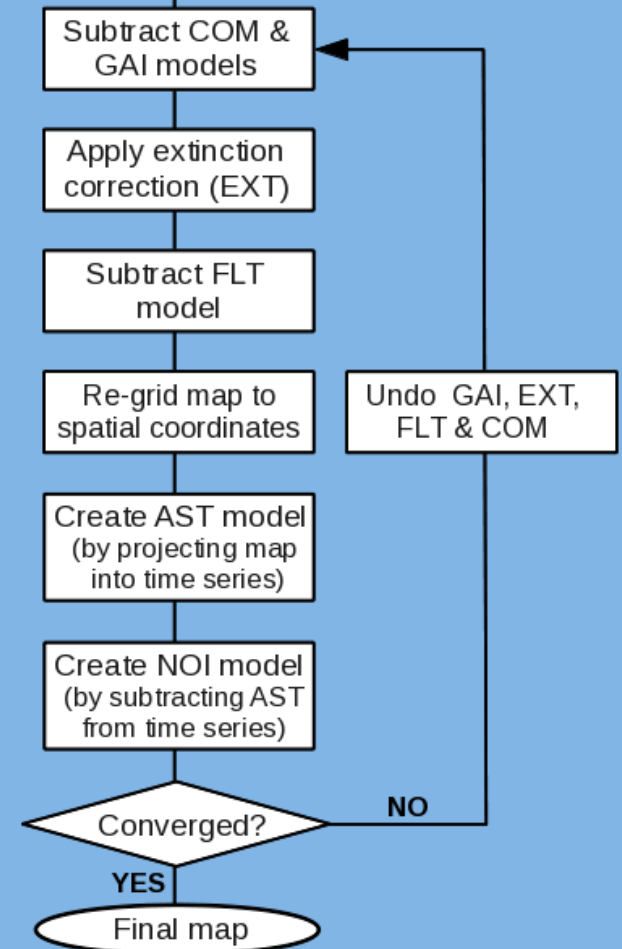 Subtract COM &
GAI models
Apply extinction
correction (EXT)
Subtract FLT
model
Re-grid map to
spatial coordinates
Undo GAI, EXT,
FLT & COM
Create AST model
(by projecting map
into time series)
Create NOI model
(by subtracting AST
from time series)
Converged?
NO
YES
Final map